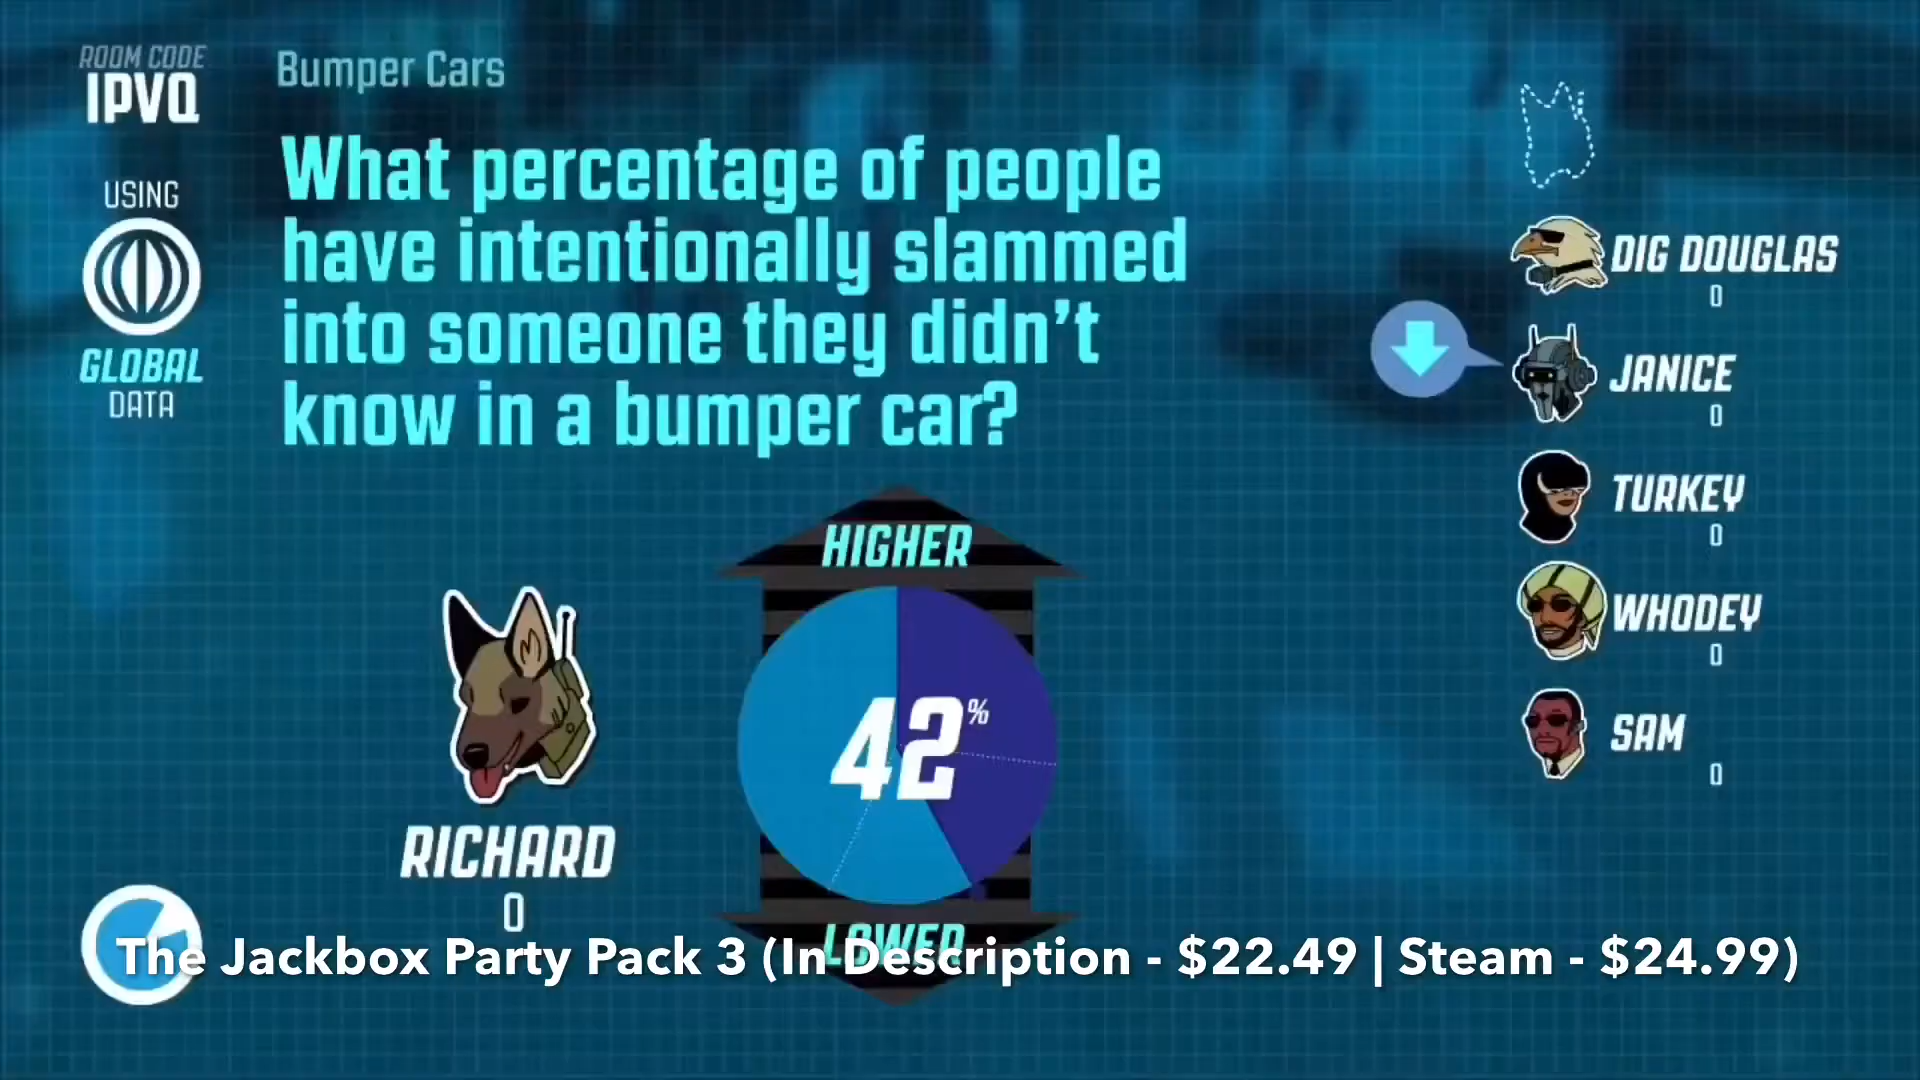 ROOM CODE
IPVQ
USING
GLOBAL
DATA
Bumper Cars
What percentage of people
have intentionally slammed
into someone they didn't
know in a bumper car?
HIGHER
42%
LOWER
RICHARD
0
DIG DOUGLAS
0
JANICE
0
TURKEY
0
WHODEY
0
SAM
0
The Jackbox Party Pack 3 (In Description - $22.49 | Steam - $24.99)